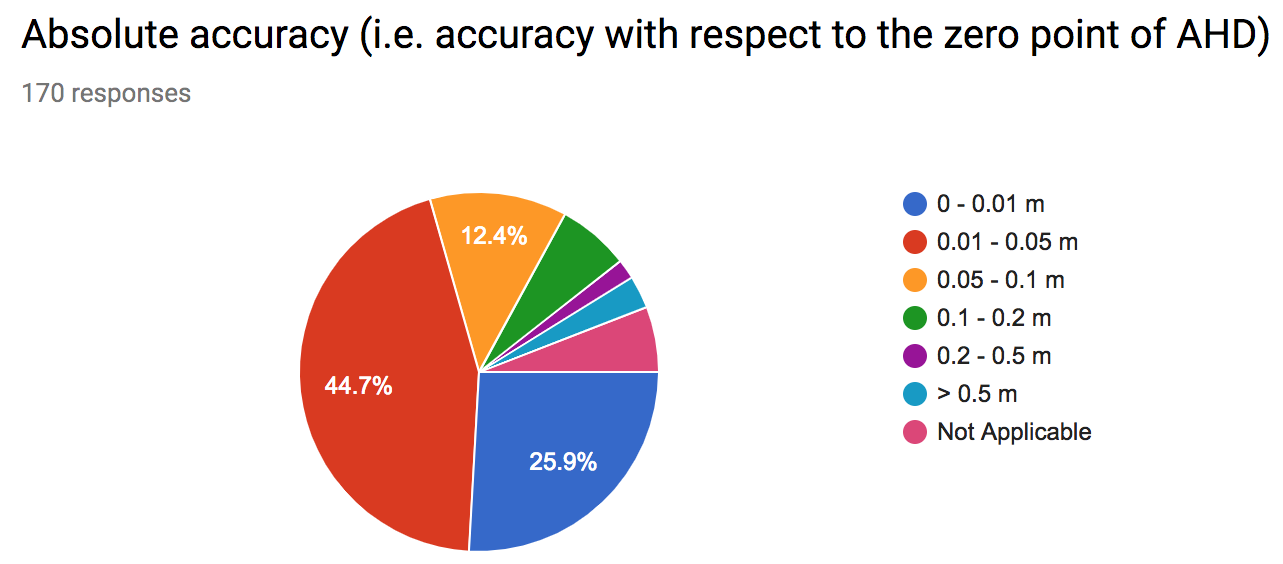 Absolute accuracy (i.e. accuracy with respect to the zero point of AHD)
170 responses
12.4%
44.7%
25.9%
0 - 0.01 m
0.01 - 0.05 m
0.05 - 0.1 m
0.1 - 0.2 m
0.2 - 0.5 m
> 0.5 m
Not Applicable